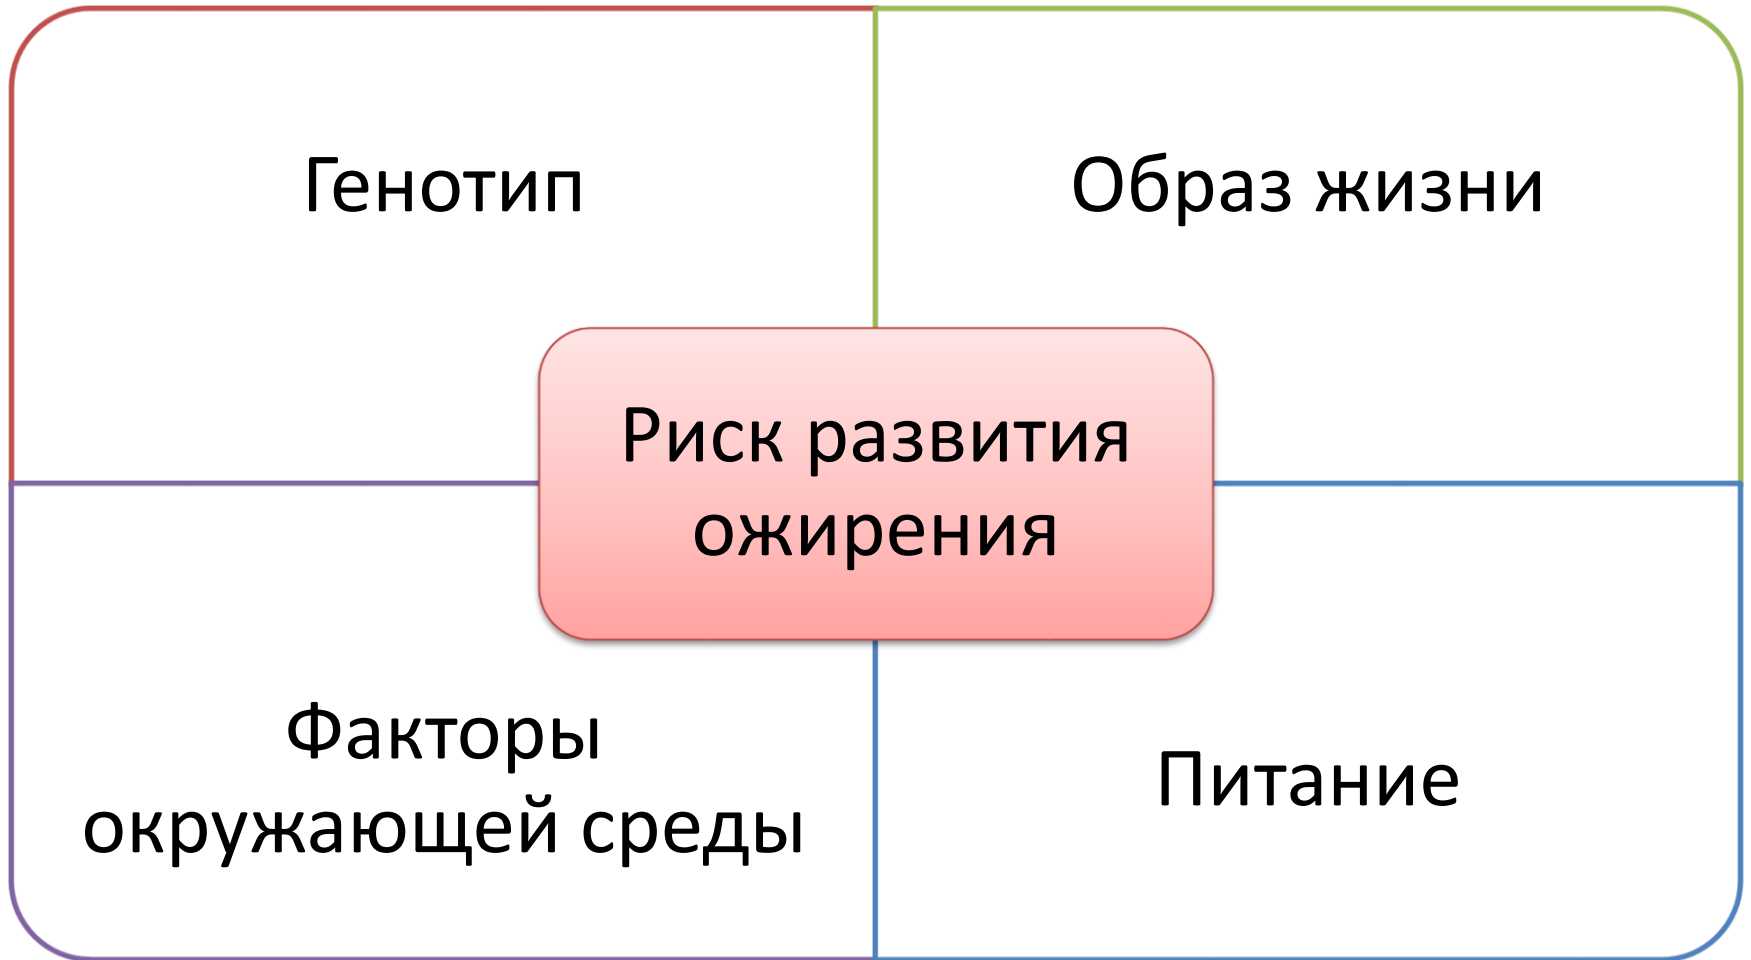 Генотип
Образ жизни
Риск развития
ожирения
Факторы
окружающей среды
Питание